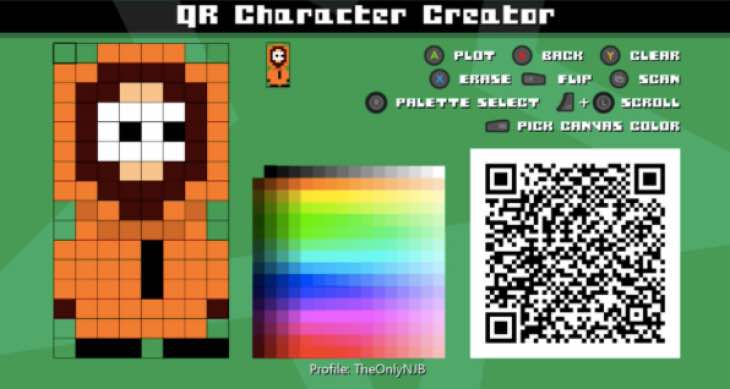 QR Character Creator
A PLOT B BACK Y CLEAR
X ERASE FLIP SCAN
PALETTE SELECT + L SCROLL
PICK CANVAS COLOR
Profile: TheOnlyNJB